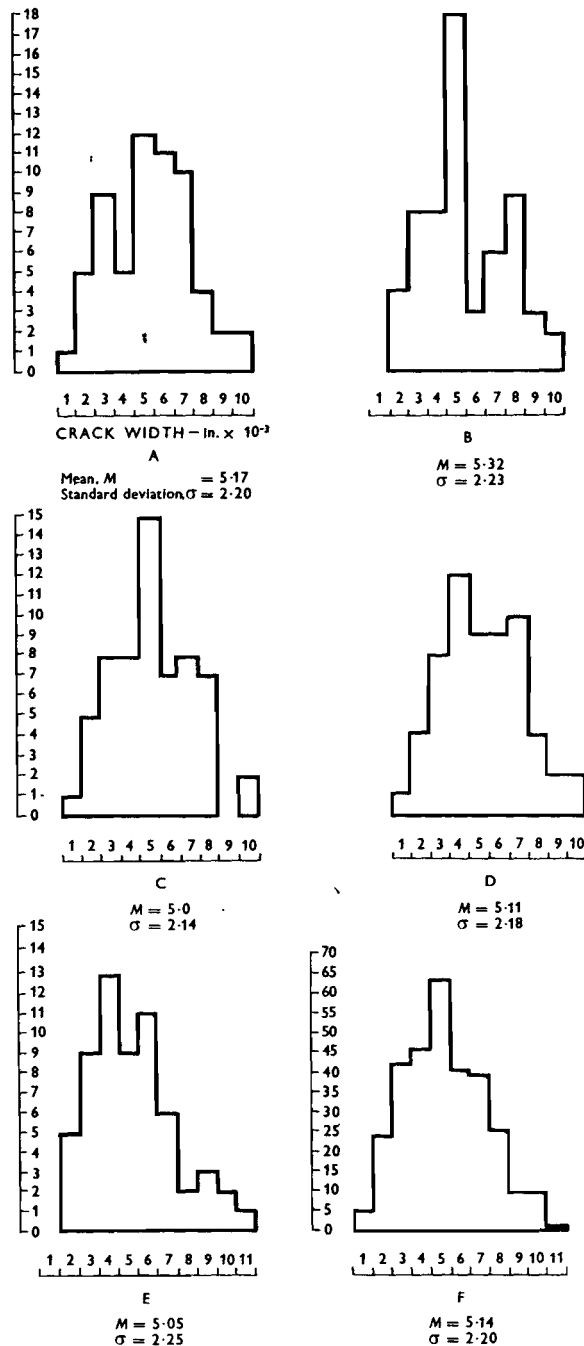 18
17
16
15
14
13
12
11
10
9
8
7
6
5
4
3
2
1
0
1 2 3 4 5 6 7 8 9 10
CRACK WIDTH – in. x 10⁻³
A
Mean, M = 5·17
Standard deviation, σ = 2·20
1 2 3 4 5 6 7 8 9 10
B
M = 5·32
σ = 2·23
15
14
13
12
11
10
9
8
7
6
5
4
3
2
1
0
1 2 3 4 5 6 7 8 9 10
C
M = 5·0
σ = 2·14
1 2 3 4 5 6 7 8 9 10
D
M = 5·11
σ = 2·18
15
14
13
12
11
10
9
8
7
6
5
4
3
2
1
0
1 2 3 4 5 6 7 8 9 10 11
E
M = 5·05
σ = 2·25
70
65
60
55
50
45
40
35
30
25
20
15
10
5
0
1 2 3 4 5 6 7 8 9 10 11
F
M = 5·14
σ = 2·20